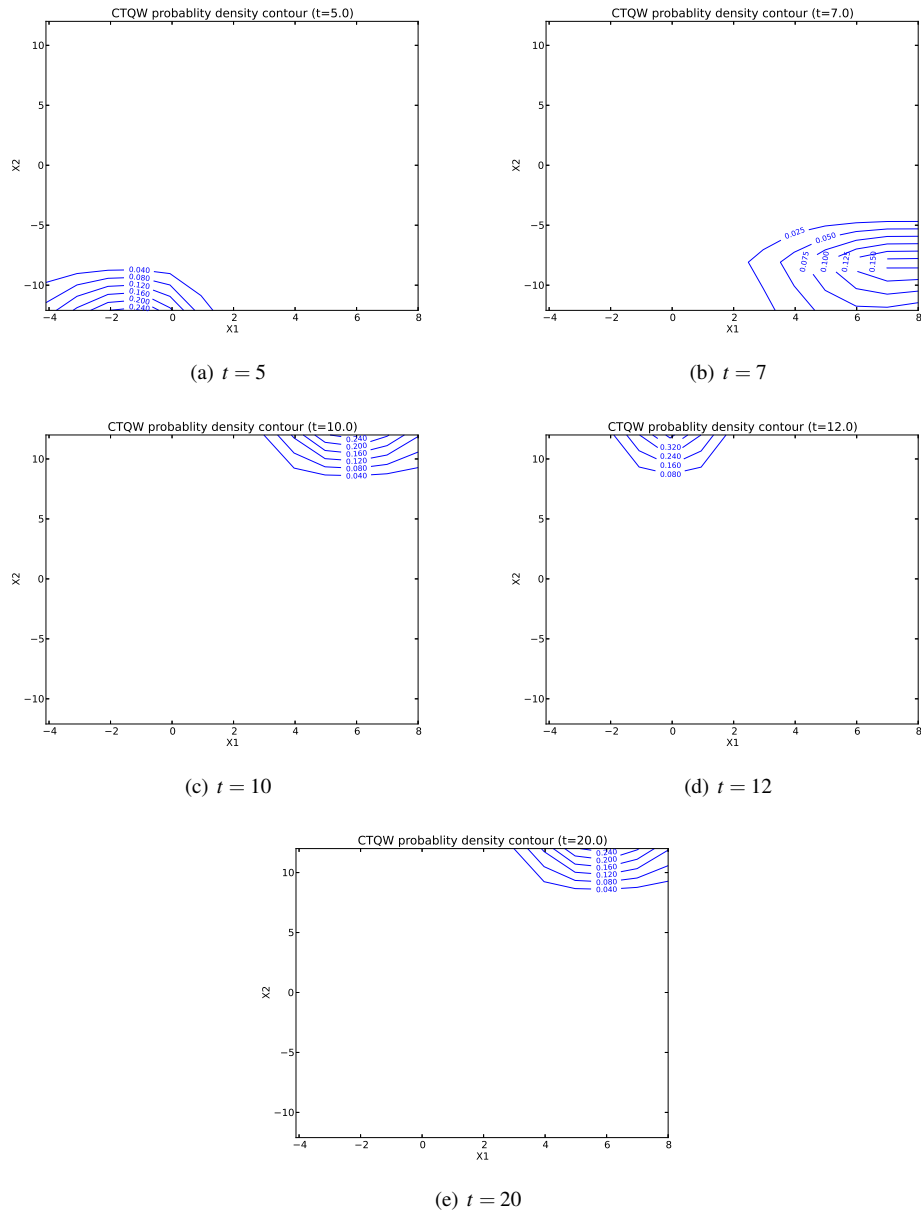 CTQW probablity density contour (t=5.0)
10
5
0
−5
−10
X2
0.040
0.080
0.120
0.160
0.200
0.240
−4 −2 0 2 4 6 8
X1
(a) t = 5
CTQW probablity density contour (t=7.0)
10
5
0
−5
−10
X2
0.025
0.050
0.075
0.100
0.125
0.150
−4 −2 0 2 4 6 8
X1
(b) t = 7
CTQW probablity density contour (t=10.0)
10
5
0
−5
−10
X2
0.240
0.200
0.160
0.120
0.080
0.040
−4 −2 0 2 4 6 8
X1
(c) t = 10
CTQW probablity density contour (t=12.0)
10
5
0
−5
−10
X2
0.320
0.240
0.160
0.080
−4 −2 0 2 4 6 8
X1
(d) t = 12
CTQW probablity density contour (t=20.0)
10
5
0
−5
−10
X2
0.240
0.200
0.160
0.120
0.080
0.040
−4 −2 0 2 4 6 8
X1
(e) t = 20